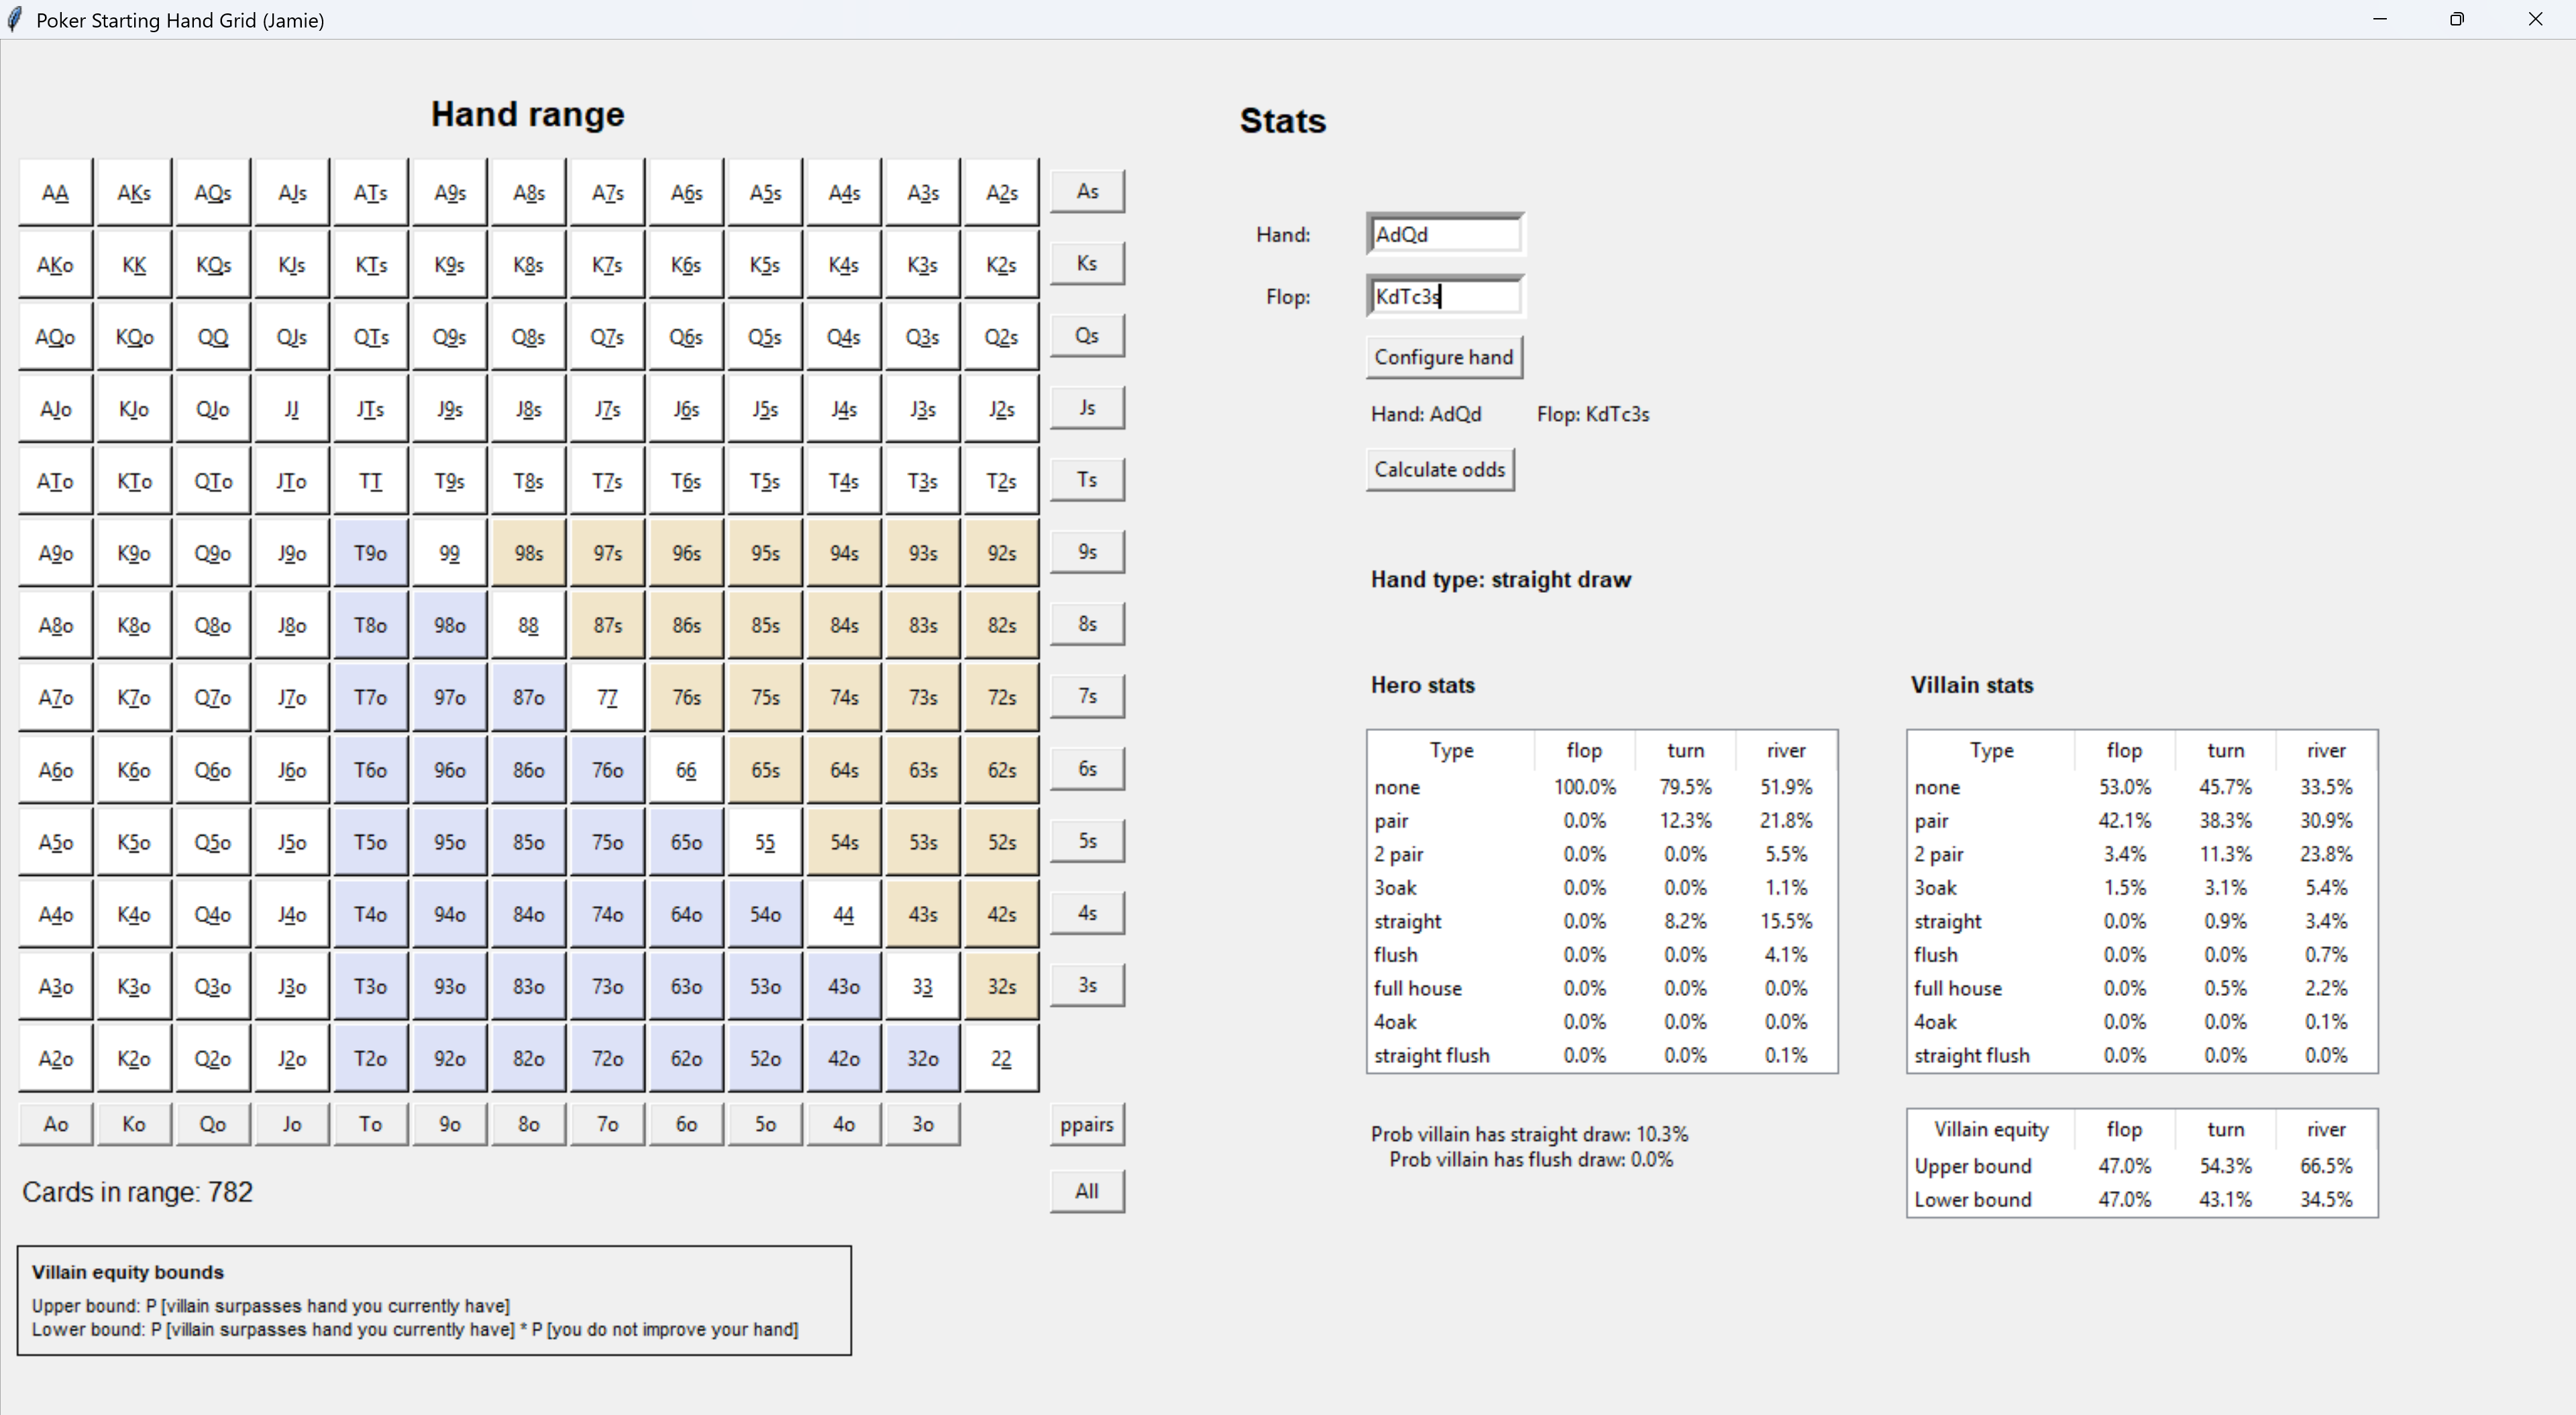 Poker Starting Hand Grid (Jamie)
Hand range
AA AKs AQs AJs ATs A9s A8s A7s A6s A5s A4s A3s A2s As
AKo KK KQs KJs KTs K9s K8s K7s K6s K5s K4s K3s K2s Ks
AQo KQo QQ QJs QTs Q9s Q8s Q7s Q6s Q5s Q4s Q3s Q2s Qs
AJo KJo QJo JJ JTs J9s J8s J7s J6s J5s J4s J3s J2s Js
ATo KTo QTo JTo TT T9s T8s T7s T6s T5s T4s T3s T2s Ts
A9o K9o Q9o J9o T9o 99 98s 97s 96s 95s 94s 93s 92s 9s
A8o K8o Q8o J8o T8o 98o 88 87s 86s 85s 84s 83s 82s 8s
A7o K7o Q7o J7o T7o 97o 87o 77 76s 75s 74s 73s 72s 7s
A6o K6o Q6o J6o T6o 96o 86o 76o 66 65s 64s 63s 62s 6s
A5o K5o Q5o J5o T5o 95o 85o 75o 65o 55 54s 53s 52s 5s
A4o K4o Q4o J4o T4o 94o 84o 74o 64o 54o 44 43s 42s 4s
A3o K3o Q3o J3o T3o 93o 83o 73o 63o 53o 43o 33 32s 3s
A2o K2o Q2o J2o T2o 92o 82o 72o 62o 52o 42o 32o 22
Ao Ko Qo Jo To 9o 8o 7o 6o 5o 4o 3o ppairs
Cards in range: 782 All
Villain equity bounds
Upper bound: P [villain surpasses hand you currently have]
Lower bound: P [villain surpasses hand you currently have] * P [you do not improve your hand]
Stats
Hand: AdQd
Flop: KdTc3s
Configure hand
Hand: AdQd Flop: KdTc3s
Calculate odds
Hand type: straight draw
Hero stats
Type flop turn river
none 100.0% 79.5% 51.9%
pair 0.0% 12.3% 21.8%
2 pair 0.0% 0.0% 5.5%
3oak 0.0% 0.0% 1.1%
straight 0.0% 8.2% 15.5%
flush 0.0% 0.0% 4.1%
full house 0.0% 0.0% 0.0%
4oak 0.0% 0.0% 0.0%
straight flush 0.0% 0.0% 0.1%
Prob villain has straight draw: 10.3%
Prob villain has flush draw: 0.0%
Villain stats
Type flop turn river
none 53.0% 45.7% 33.5%
pair 42.1% 38.3% 30.9%
2 pair 3.4% 11.3% 23.8%
3oak 1.5% 3.1% 5.4%
straight 0.0% 0.9% 3.4%
flush 0.0% 0.0% 0.7%
full house 0.0% 0.5% 2.2%
4oak 0.0% 0.0% 0.1%
straight flush 0.0% 0.0% 0.0%
Villain equity flop turn river
Upper bound 47.0% 54.3% 66.5%
Lower bound 47.0% 43.1% 34.5%